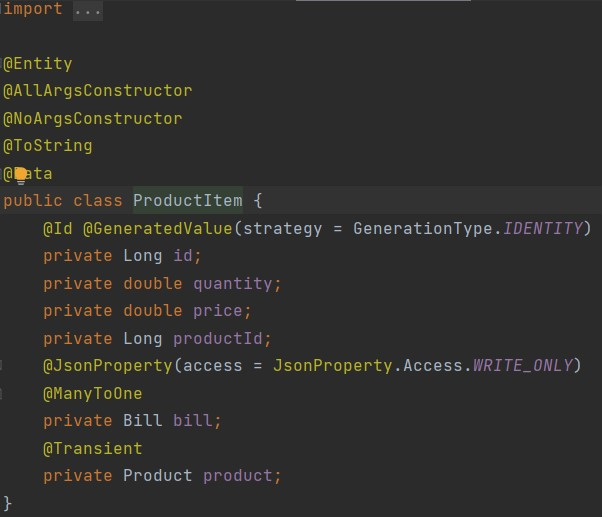 import ...
@Entity
@AllArgsConstructor
@NoArgsConstructor
@ToString
@Data
public class ProductItem {
    @Id @GeneratedValue(strategy = GenerationType.IDENTITY)
    private Long id;
    private double quantity;
    private double price;
    private Long productId;
    @JsonProperty(access = JsonProperty.Access.WRITE_ONLY)
    @ManyToOne
    private Bill bill;
    @Transient
    private Product product;
}